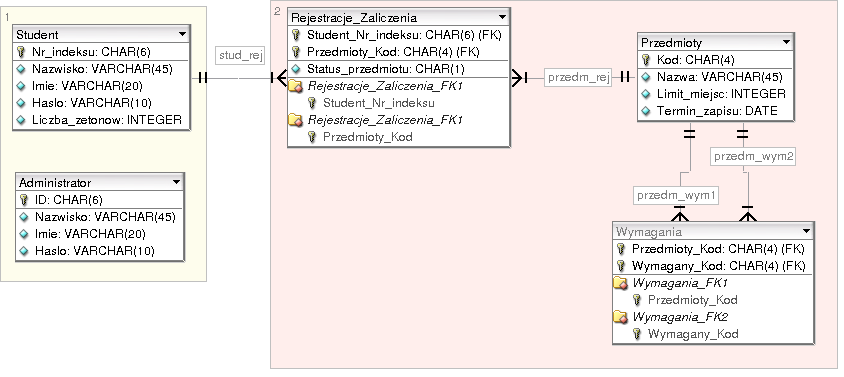 1
Student
Nr_indeksu: CHAR(6)
Nazwisko: VARCHAR(45)
Imie: VARCHAR(20)
Haslo: VARCHAR(10)
Liczba_zetonow: INTEGER
Administrator
ID: CHAR(6)
Nazwisko: VARCHAR(45)
Imie: VARCHAR(20)
Haslo: VARCHAR(10)
stud_rej
2
Rejestracje_Zaliczenia
Student_Nr_indeksu: CHAR(6) (FK)
Przedmioty_Kod: CHAR(4) (FK)
Status_przedmiotu: CHAR(1)
Rejestracje_Zaliczenia_FK1
Student_Nr_indeksu
Rejestracje_Zaliczenia_FK1
Przedmioty_Kod
przedm_rej
Przedmioty
Kod: CHAR(4)
Nazwa: VARCHAR(45)
Limit_miejsc: INTEGER
Termin_zapisu: DATE
przedm_wym2
przedm_wym1
Wymagania
Przedmioty_Kod: CHAR(4) (FK)
Wymagany_Kod: CHAR(4) (FK)
Wymagania_FK1
Przedmioty_Kod
Wymagania_FK2
Wymagany_Kod